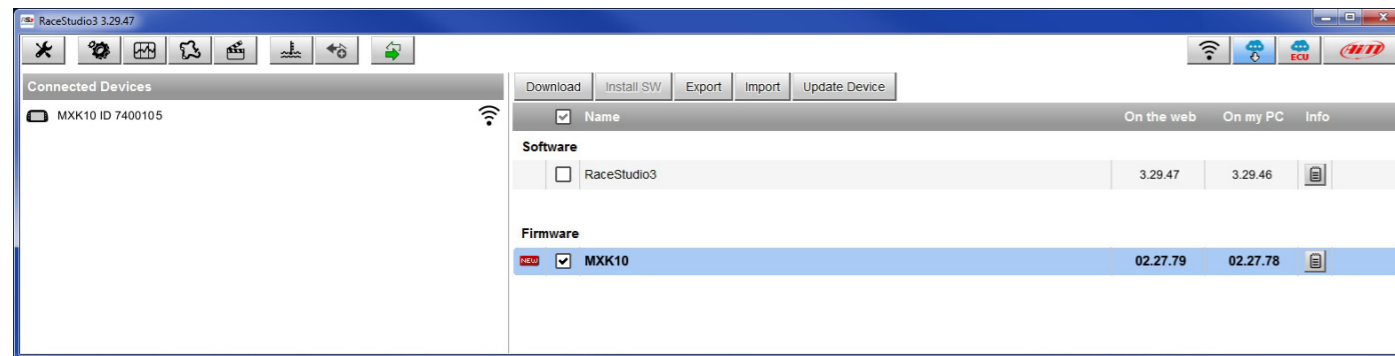 RaceStudio3 3.29.47
ECU
AiM
Connected Devices
MXK10 ID 7400105
Download Install SW Export Import Update Device
Name On the web On my PC Info
Software
RaceStudio3 3.29.47 3.29.46
Firmware
NEW MXK10 02.27.79 02.27.78